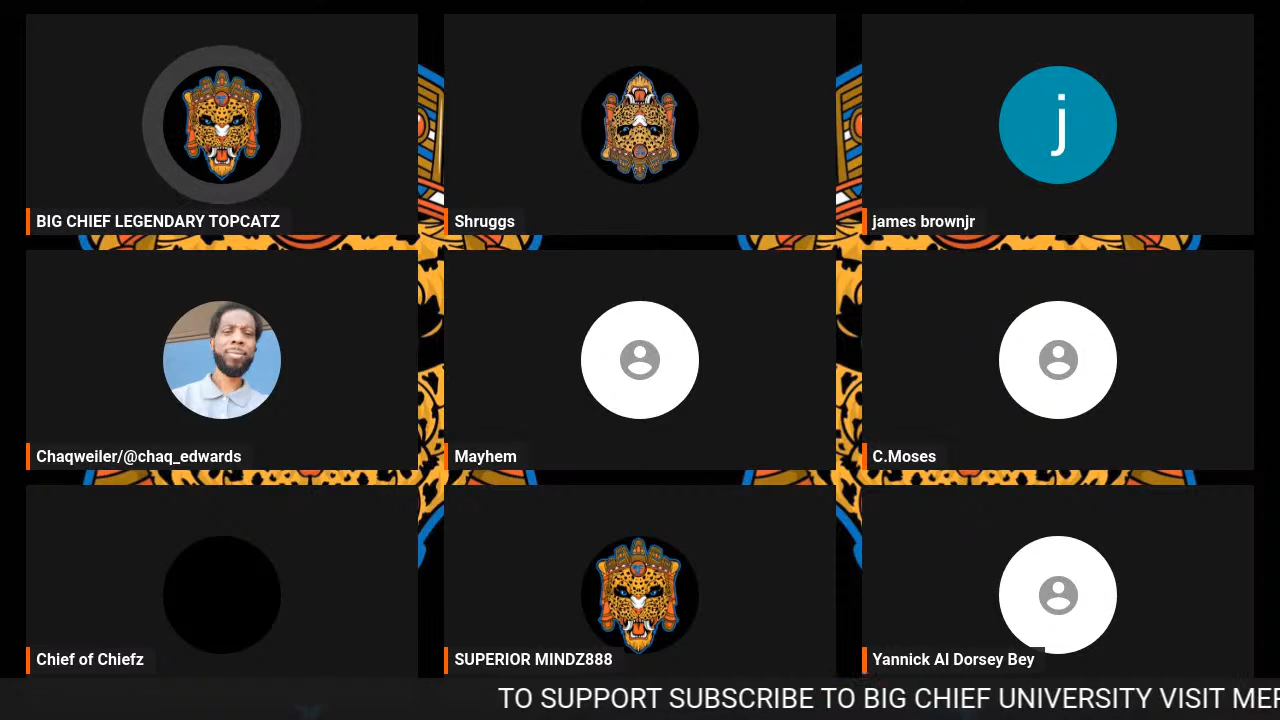 j
BIG CHIEF LEGENDARY TOPCATZ
Shruggs
james brownjr
Chaqweiler/@chaq_edwards
Mayhem
C.Moses
Chief of Chiefz
SUPERIOR MINDZ888
Yannick Al Dorsey Bey
TO SUPPORT SUBSCRIBE TO BIG CHIEF UNIVERSITY VISIT